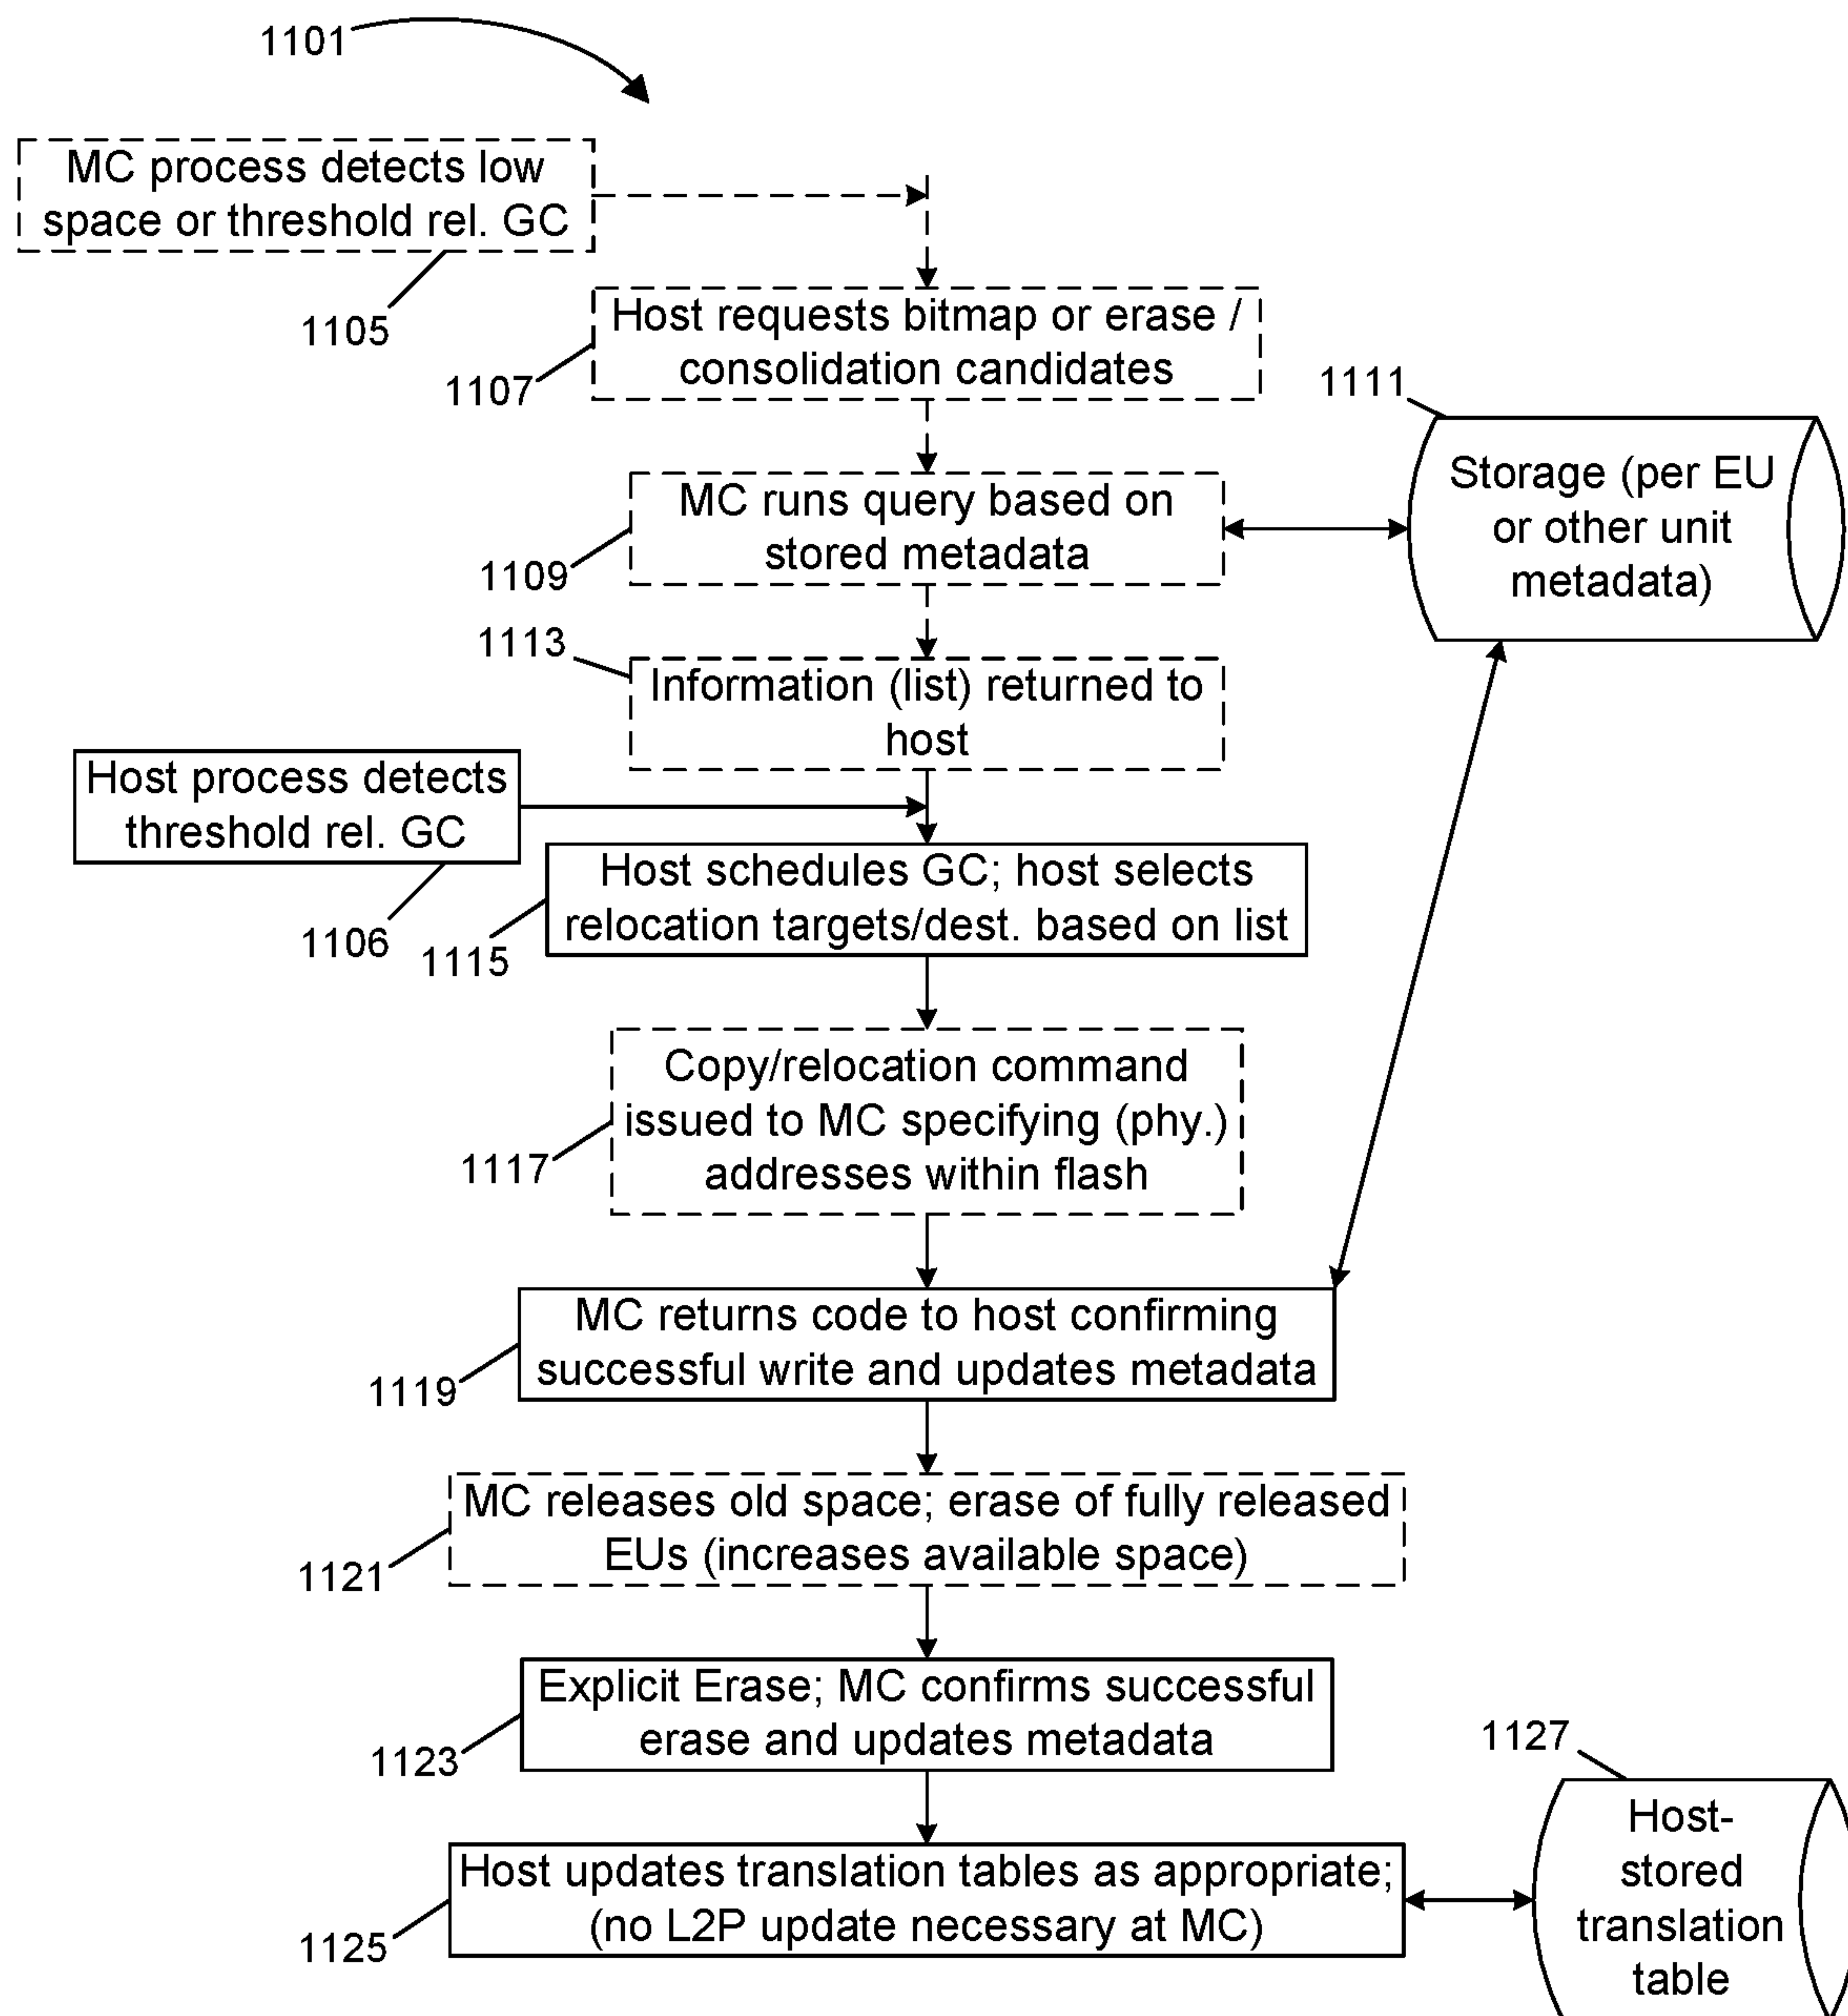 1101
MC process detects low
space or threshold rel. GC
1105
Host requests bitmap or erase /
consolidation candidates
1107
1111
Storage (per EU
or other unit
metadata)
MC runs query based on
stored metadata
1109
1113
Information (list) returned to
host
Host process detects
threshold rel. GC
1106
Host schedules GC; host selects
relocation targets/dest. based on list
1115
Copy/relocation command
issued to MC specifying (phy.)
addresses within flash
1117
MC returns code to host confirming
successful write and updates metadata
1119
MC releases old space; erase of fully released
EUs (increases available space)
1121
Explicit Erase; MC confirms successful
erase and updates metadata
1123
1127
Host-
stored
translation
table
Host updates translation tables as appropriate;
(no L2P update necessary at MC)
1125